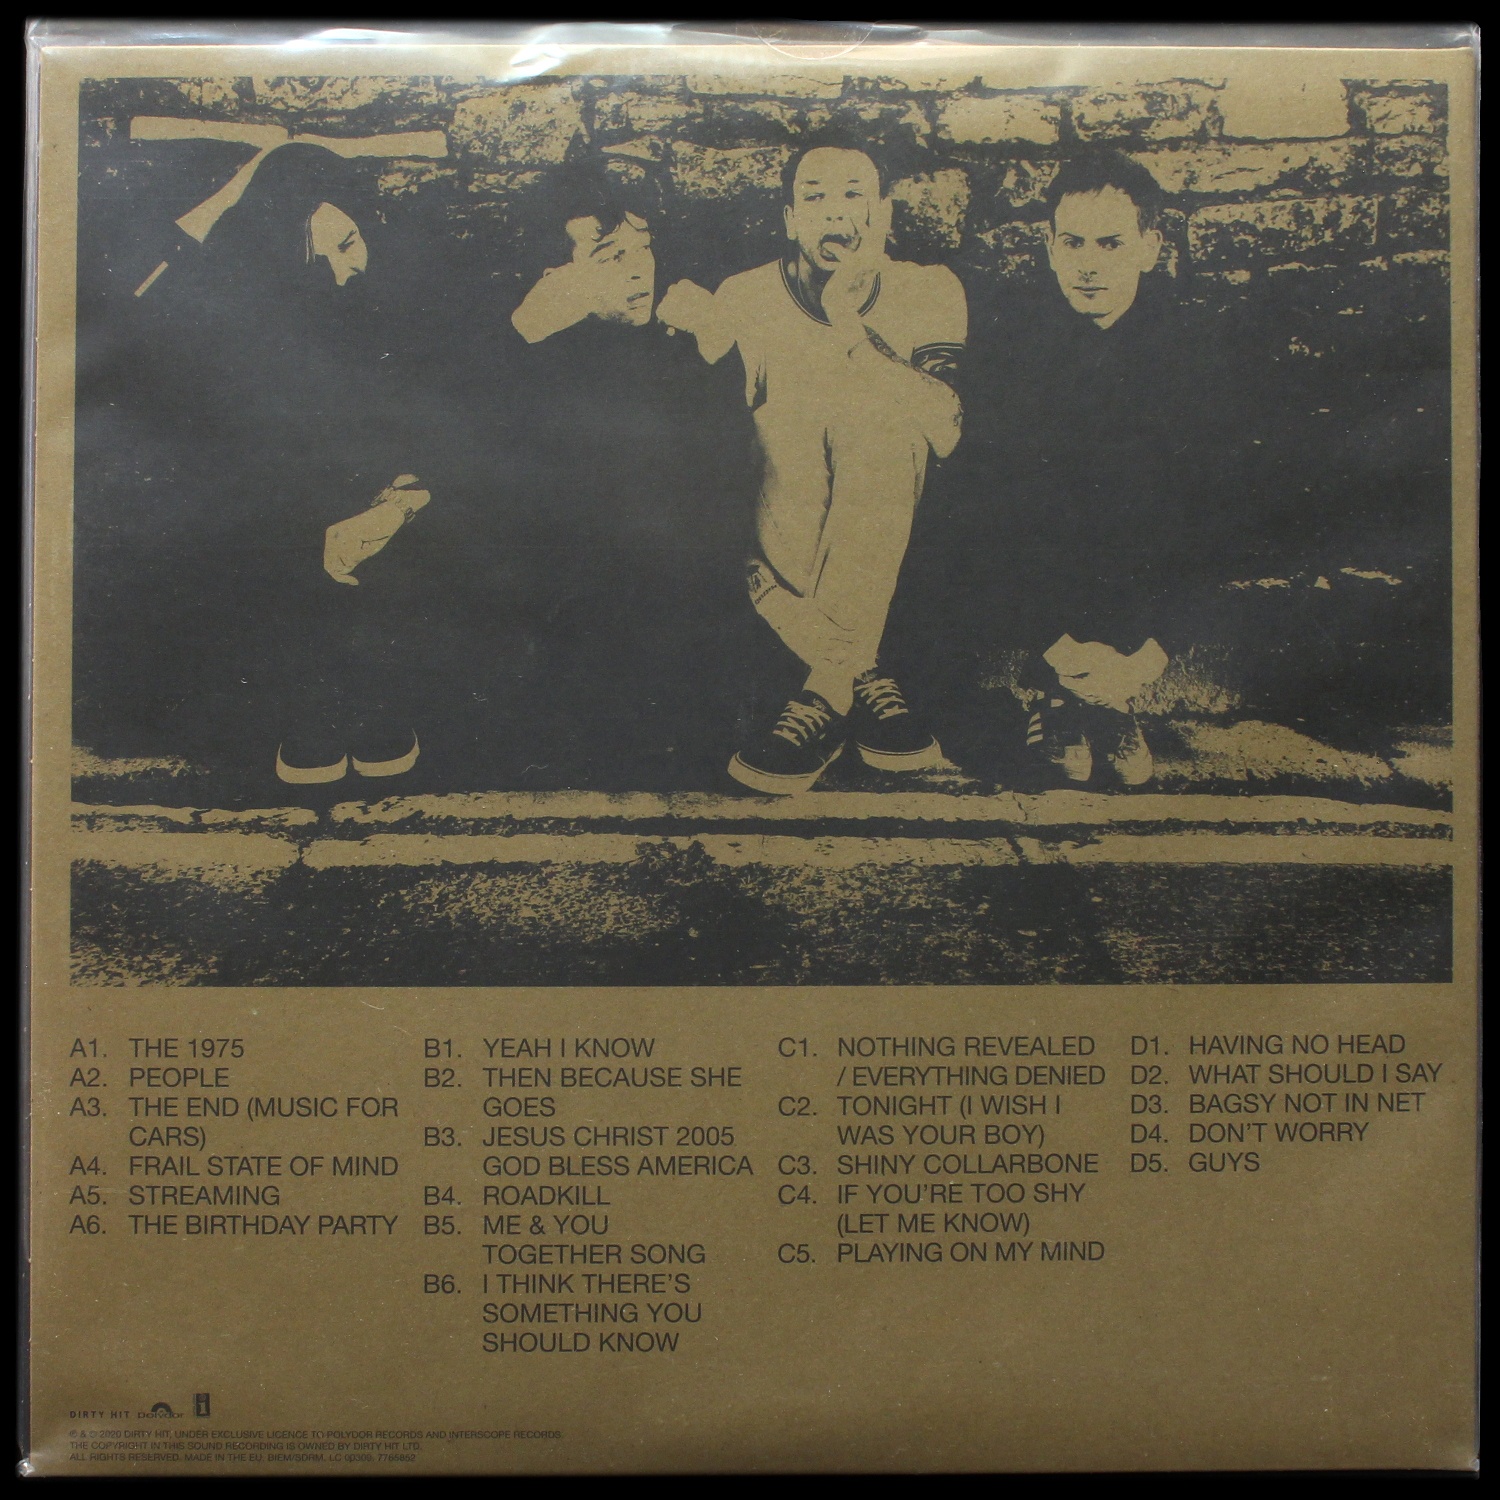 A1. THE 1975
A2. PEOPLE
A3. THE END (MUSIC FOR
CARS)
A4. FRAIL STATE OF MIND
A5. STREAMING
A6. THE BIRTHDAY PARTY
B1. YEAH I KNOW
B2. THEN BECAUSE SHE
GOES
B3. JESUS CHRIST 2005
GOD BLESS AMERICA
B4. ROADKILL
B5. ME & YOU
TOGETHER SONG
B6. I THINK THERE'S
SOMETHING YOU
SHOULD KNOW
C1. NOTHING REVEALED
/ EVERYTHING DENIED
C2. TONIGHT (I WISH I
WAS YOUR BOY)
C3. SHINY COLLARBONE
C4. IF YOU'RE TOO SHY
(LET ME KNOW)
C5. PLAYING ON MY MIND
D1. HAVING NO HEAD
D2. WHAT SHOULD I SAY
D3. BAGSY NOT IN NET
D4. DON'T WORRY
D5. GUYS
DIRTY HIT Polydor i
℗ & © 2020 DIRTY HIT, UNDER EXCLUSIVE LICENCE TO POLYDOR RECORDS AND INTERSCOPE RECORDS.
THE COPYRIGHT IN THIS SOUND RECORDING IS OWNED BY DIRTY HIT LTD.
ALL RIGHTS RESERVED. MADE IN THE EU. BIEM/SDRM. LC 00309.